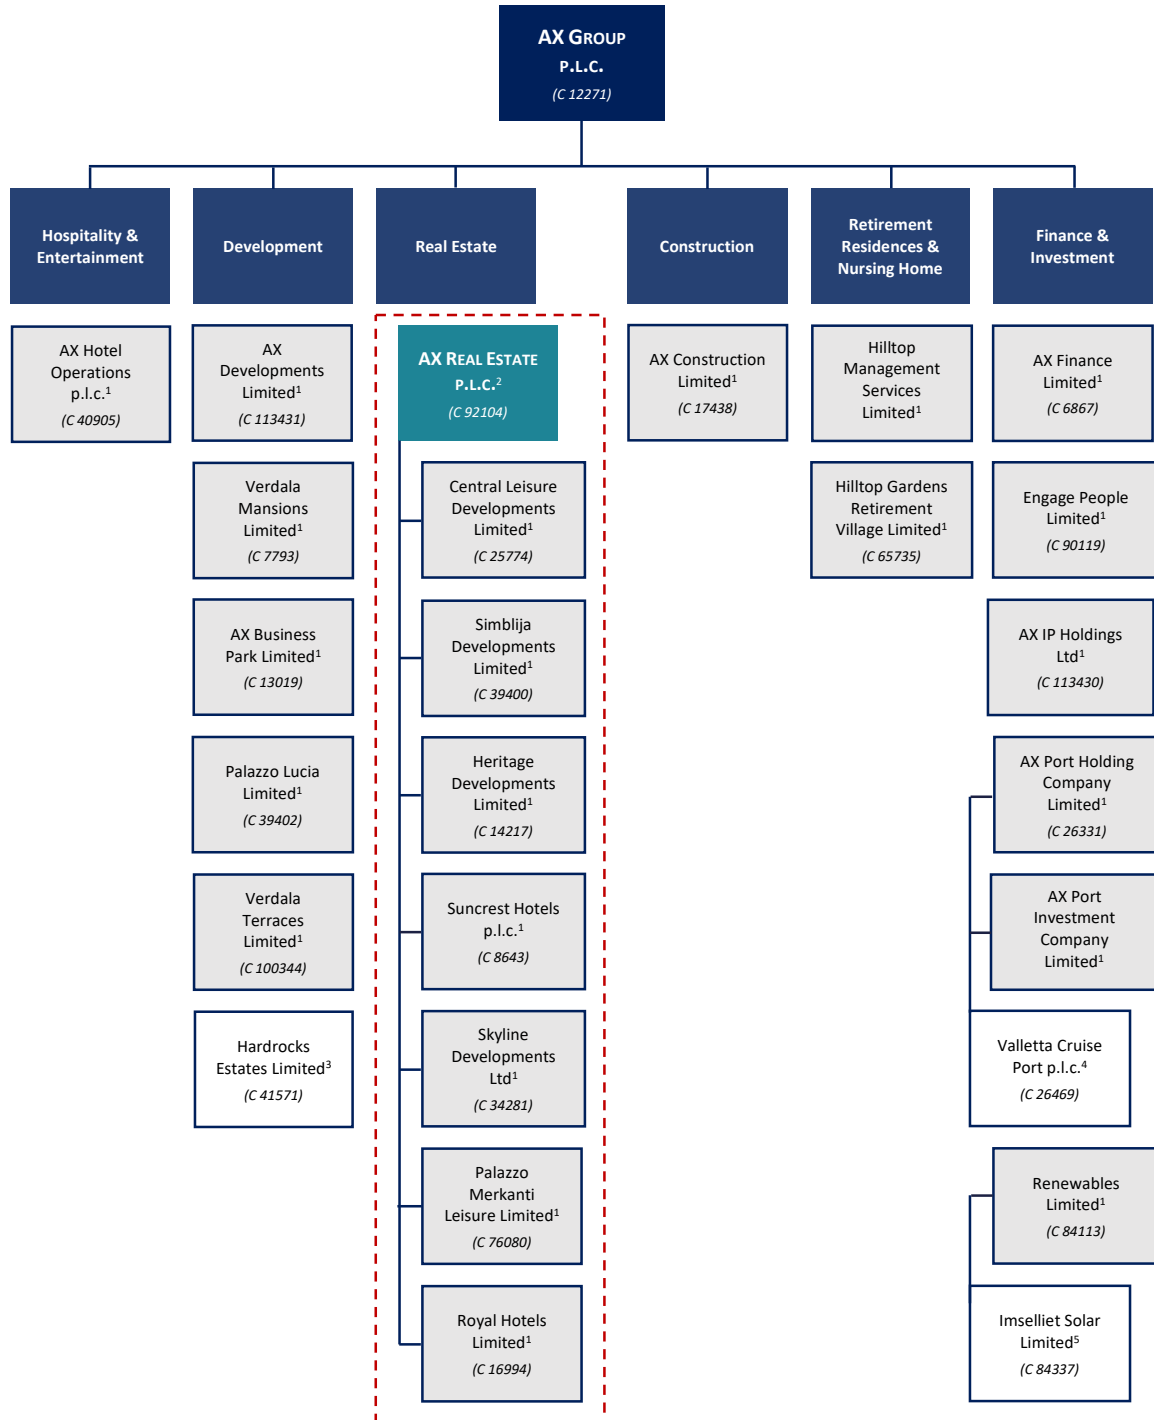 AX GROUP
P.L.C.
(C 12271)
Hospitality &
Entertainment
Development
Real Estate
Construction
Retirement
Residences &
Nursing Home
Finance &
Investment
AX Hotel
Operations
p.l.c.¹
(C 40905)
AX
Developments
Limited¹
(C 113431)
Verdala
Mansions
Limited¹
(C 7793)
AX Business
Park Limited¹
(C 13019)
Palazzo Lucia
Limited¹
(C 39402)
Verdala
Terraces
Limited¹
(C 100344)
Hardrocks
Estates Limited³
(C 41571)
AX REAL ESTATE
P.L.C.²
(C 92104)
Central Leisure
Developments
Limited¹
(C 25774)
Simblija
Developments
Limited¹
(C 39400)
Heritage
Developments
Limited¹
(C 14217)
Suncrest Hotels
p.l.c.¹
(C 8643)
Skyline
Developments
Ltd¹
(C 34281)
Palazzo
Merkanti
Leisure Limited¹
(C 76080)
Royal Hotels
Limited¹
(C 16994)
AX Construction
Limited¹
(C 17438)
Hilltop
Management
Services
Limited¹
Hilltop Gardens
Retirement
Village Limited¹
(C 65735)
AX Finance
Limited¹
(C 6867)
Engage People
Limited¹
(C 90119)
AX IP Holdings
Ltd¹
(C 113430)
AX Port Holding
Company
Limited¹
(C 26331)
AX Port
Investment
Company
Limited¹
Valletta Cruise
Port p.l.c.⁴
(C 26469)
Renewables
Limited¹
(C 84113)
Imselliet Solar
Limited⁵
(C 84337)